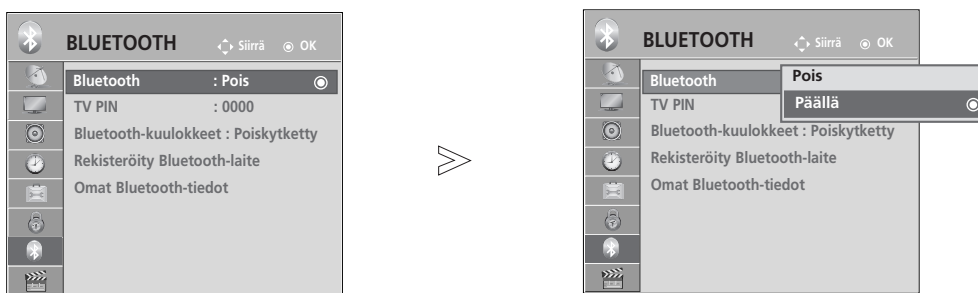 BLUETOOTH Siirrä OK
Bluetooth : Pois
TV PIN : 0000
Bluetooth-kuulokkeet : Poiskytketty
Rekisteröity Bluetooth-laite
Omat Bluetooth-tiedot
BLUETOOTH Siirrä OK
Bluetooth
Pois
TV PIN
Päällä
Bluetooth-kuulokkeet : Poiskytketty
Rekisteröity Bluetooth-laite
Omat Bluetooth-tiedot